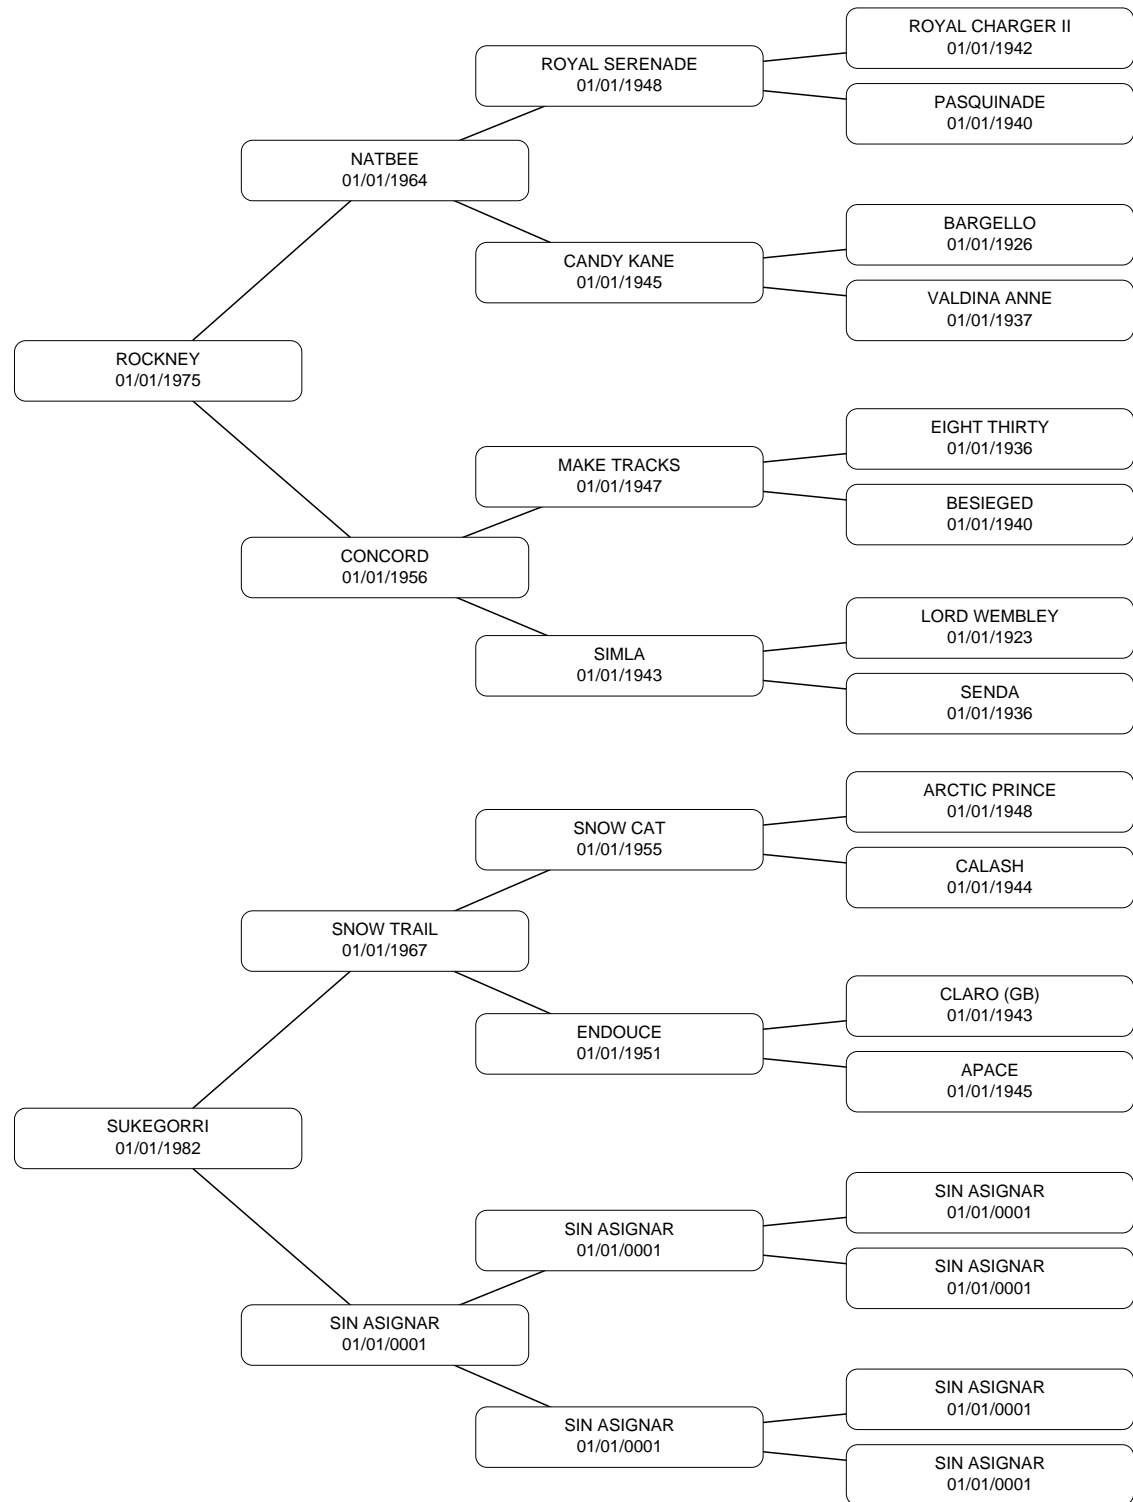 ROYAL CHARGER II
01/01/1942
ROYAL SERENADE
01/01/1948
PASQUINADE
01/01/1940
NATBEE
01/01/1964
BARGELLO
01/01/1926
CANDY KANE
01/01/1945
VALDINA ANNE
01/01/1937
ROCKNEY
01/01/1975
EIGHT THIRTY
01/01/1936
MAKE TRACKS
01/01/1947
BESIEGED
01/01/1940
CONCORD
01/01/1956
LORD WEMBLEY
01/01/1923
SIMLA
01/01/1943
SENDA
01/01/1936
ARCTIC PRINCE
01/01/1948
SNOW CAT
01/01/1955
CALASH
01/01/1944
SNOW TRAIL
01/01/1967
CLARO (GB)
01/01/1943
ENDOUCE
01/01/1951
APACE
01/01/1945
SUKEGORRI
01/01/1982
SIN ASIGNAR
01/01/0001
SIN ASIGNAR
01/01/0001
SIN ASIGNAR
01/01/0001
SIN ASIGNAR
01/01/0001
SIN ASIGNAR
01/01/0001
SIN ASIGNAR
01/01/0001
SIN ASIGNAR
01/01/0001